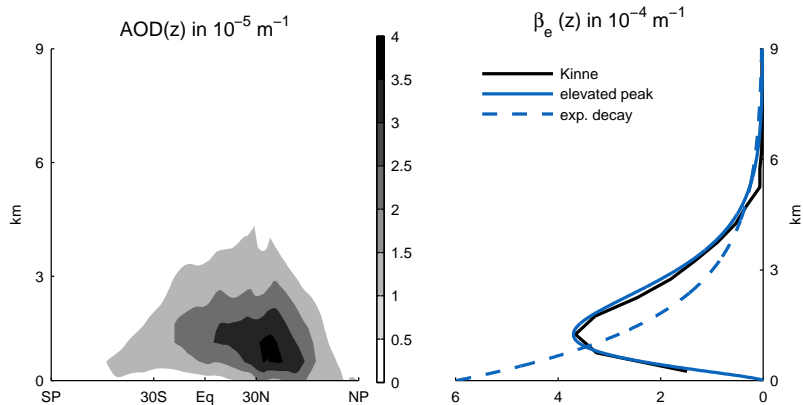 AOD(z) in 10⁻⁵ m⁻¹
9
6
3
0
km
SP
30S
Eq
30N
NP
4
3.5
3
2.5
2
1.5
1
0.5
0
βₑ (z) in 10⁻⁴ m⁻¹
Kinne
elevated peak
exp. decay
9
6
3
0
km
6
4
2
0